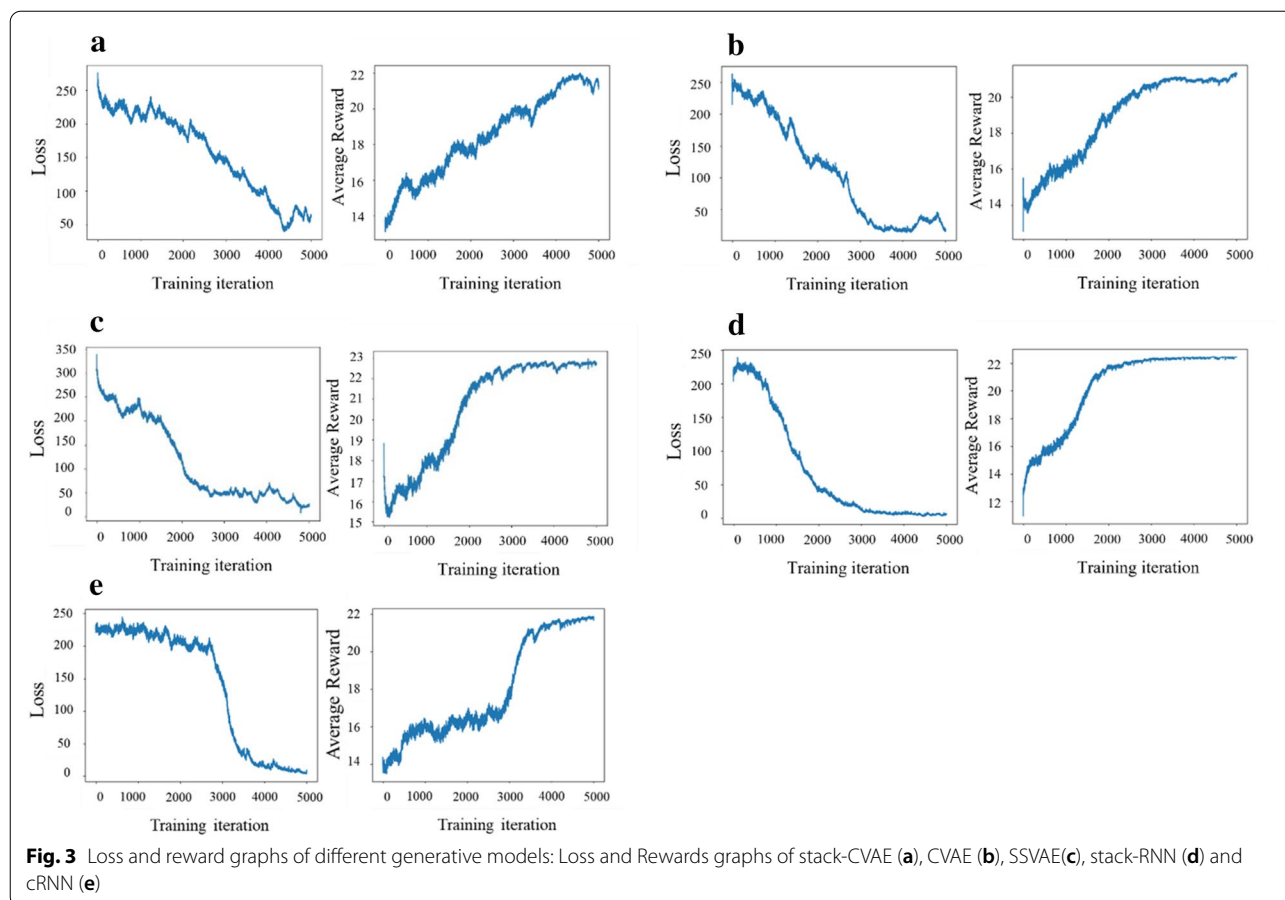 a
250
200
150
100
50
0 1000 2000 3000 4000 5000
Loss
Training iteration
22
20
18
16
14
0 1000 2000 3000 4000 5000
Average Reward
Training iteration
b
250
200
150
100
50
0 1000 2000 3000 4000 5000
Loss
Training iteration
20
18
16
14
0 1000 2000 3000 4000 5000
Average Reward
Training iteration
c
350
300
250
200
150
100
50
0
0 1000 2000 3000 4000 5000
Loss
Training iteration
23
22
21
20
19
18
17
16
15
0 1000 2000 3000 4000 5000
Average Reward
Training iteration
d
250
200
150
100
50
0
0 1000 2000 3000 4000 5000
Loss
Training iteration
22
20
18
16
14
12
0 1000 2000 3000 4000 5000
Average Reward
Training iteration
e
250
200
150
100
50
0
0 1000 2000 3000 4000 5000
Loss
Training iteration
22
20
18
16
14
0 1000 2000 3000 4000 5000
Average Reward
Training iteration
Fig. 3 Loss and reward graphs of different generative models: Loss and Rewards graphs of stack-CVAE (a), CVAE (b), SSVAE(c), stack-RNN (d) and
cRNN (e)